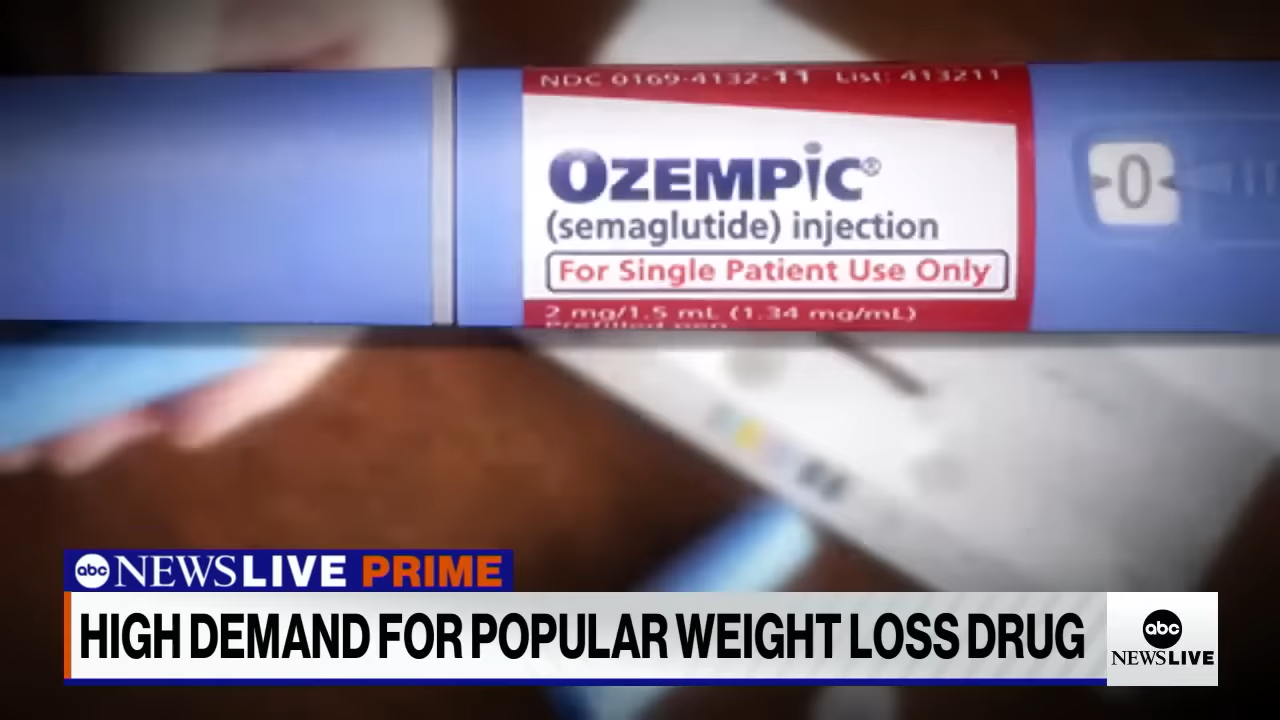 NDC 0169-4132-11 List: 413211
OZEMPIC®
(semaglutide) injection
For Single Patient Use Only
2 mg/1.5 mL (1.34 mg/mL)
Prefilled pen
0
abc NEWS LIVE PRIME
HIGH DEMAND FOR POPULAR WEIGHT LOSS DRUG
abc
NEWS LIVE